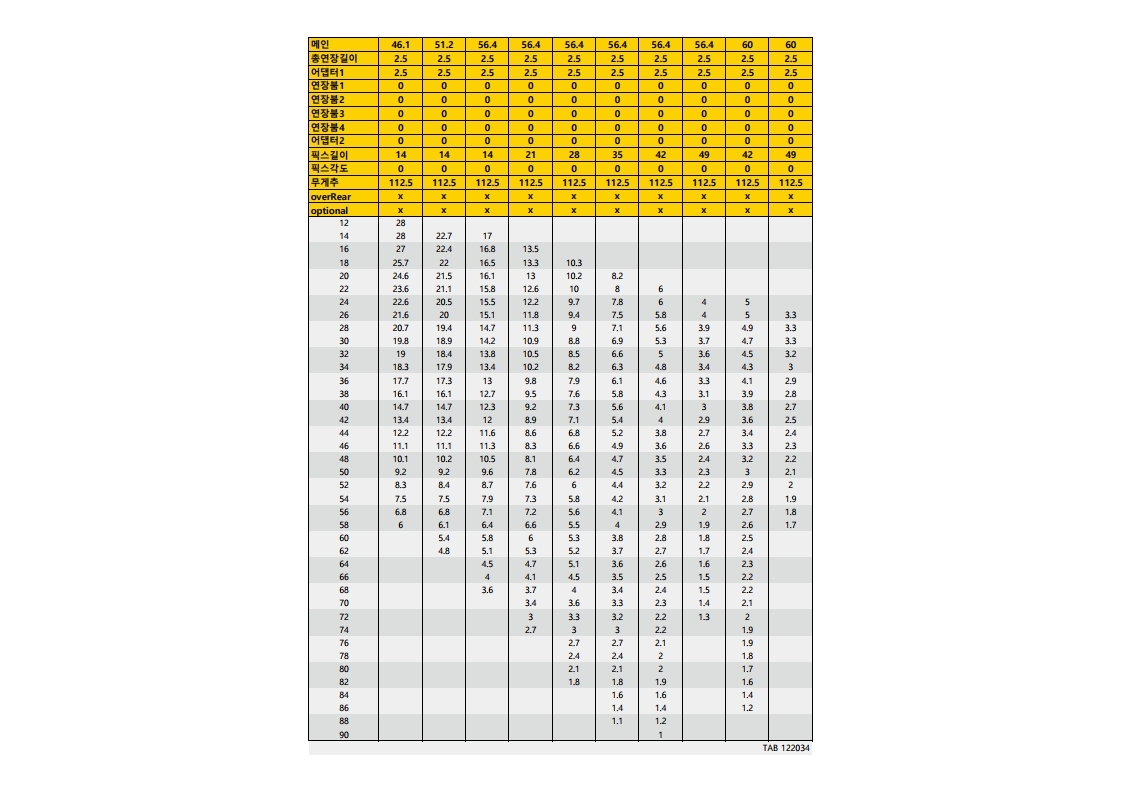 메인 46.1 51.2 56.4 56.4 56.4 56.4 56.4 56.4 60 60
총연장길이 2.5 2.5 2.5 2.5 2.5 2.5 2.5 2.5 2.5 2.5
어댑터1 2.5 2.5 2.5 2.5 2.5 2.5 2.5 2.5 2.5 2.5
연장붐1 0 0 0 0 0 0 0 0 0 0
연장붐2 0 0 0 0 0 0 0 0 0 0
연장붐3 0 0 0 0 0 0 0 0 0 0
연장붐4 0 0 0 0 0 0 0 0 0 0
어댑터2 0 0 0 0 0 0 0 0 0 0
픽스길이 14 14 14 21 28 35 42 49 42 49
픽스각도 0 0 0 0 0 0 0 0 0 0
무게추 112.5 112.5 112.5 112.5 112.5 112.5 112.5 112.5 112.5 112.5
overRear x x x x x x x x x x
optional x x x x x x x x x x
12 28
14 28 22.7 17
16 27 22.4 16.8 13.5
18 25.7 22 16.5 13.3 10.3
20 24.6 21.5 16.1 13 10.2 8.2
22 23.6 21.1 15.8 12.6 10 8 6
24 22.6 20.5 15.5 12.2 9.7 7.8 6 4 5
26 21.6 20 15.1 11.8 9.4 7.5 5.8 4 5 3.3
28 20.7 19.4 14.7 11.3 9 7.1 5.6 3.9 4.9 3.3
30 19.8 18.9 14.2 10.9 8.8 6.9 5.3 3.7 4.7 3.3
32 19 18.4 13.8 10.5 8.5 6.6 5 3.6 4.5 3.2
34 18.3 17.9 13.4 10.2 8.2 6.3 4.8 3.4 4.3 3
36 17.7 17.3 13 9.8 7.9 6.1 4.6 3.3 4.1 2.9
38 16.1 16.1 12.7 9.5 7.6 5.8 4.3 3.1 3.9 2.8
40 14.7 14.7 12.3 9.2 7.3 5.6 4.1 3 3.8 2.7
42 13.4 13.4 12 8.9 7.1 5.4 4 2.9 3.6 2.5
44 12.2 12.2 11.6 8.6 6.8 5.2 3.8 2.7 3.4 2.4
46 11.1 11.1 11.3 8.3 6.6 4.9 3.6 2.6 3.3 2.3
48 10.1 10.2 10.5 8.1 6.4 4.7 3.5 2.4 3.2 2.2
50 9.2 9.2 9.6 7.8 6.2 4.5 3.3 2.3 3 2.1
52 8.3 8.4 8.7 7.6 6 4.4 3.2 2.2 2.9 2
54 7.5 7.5 7.9 7.3 5.8 4.2 3.1 2.1 2.8 1.9
56 6.8 6.8 7.1 7.2 5.6 4.1 3 2 2.7 1.8
58 6 6.1 6.4 6.6 5.5 4 2.9 1.9 2.6 1.7
60 5.4 5.8 6 5.3 3.8 2.8 1.8 2.5
62 4.8 5.1 5.3 5.2 3.7 2.7 1.7 2.4
64 4.5 4.7 5.1 3.6 2.6 1.6 2.3
66 4 4.1 4.5 3.5 2.5 1.5 2.2
68 3.6 3.7 4 3.4 2.4 1.5 2.2
70 3.4 3.6 3.3 2.3 1.4 2.1
72 3 3.3 3.2 2.2 1.3 2
74 2.7 3 3 2.2 1.9
76 2.7 2.7 2.1 1.9
78 2.4 2.4 2 1.8
80 2.1 2.1 2 1.7
82 1.8 1.8 1.9 1.6
84 1.6 1.6 1.4
86 1.4 1.4 1.2
88 1.1 1.2
90 1
TAB 122034